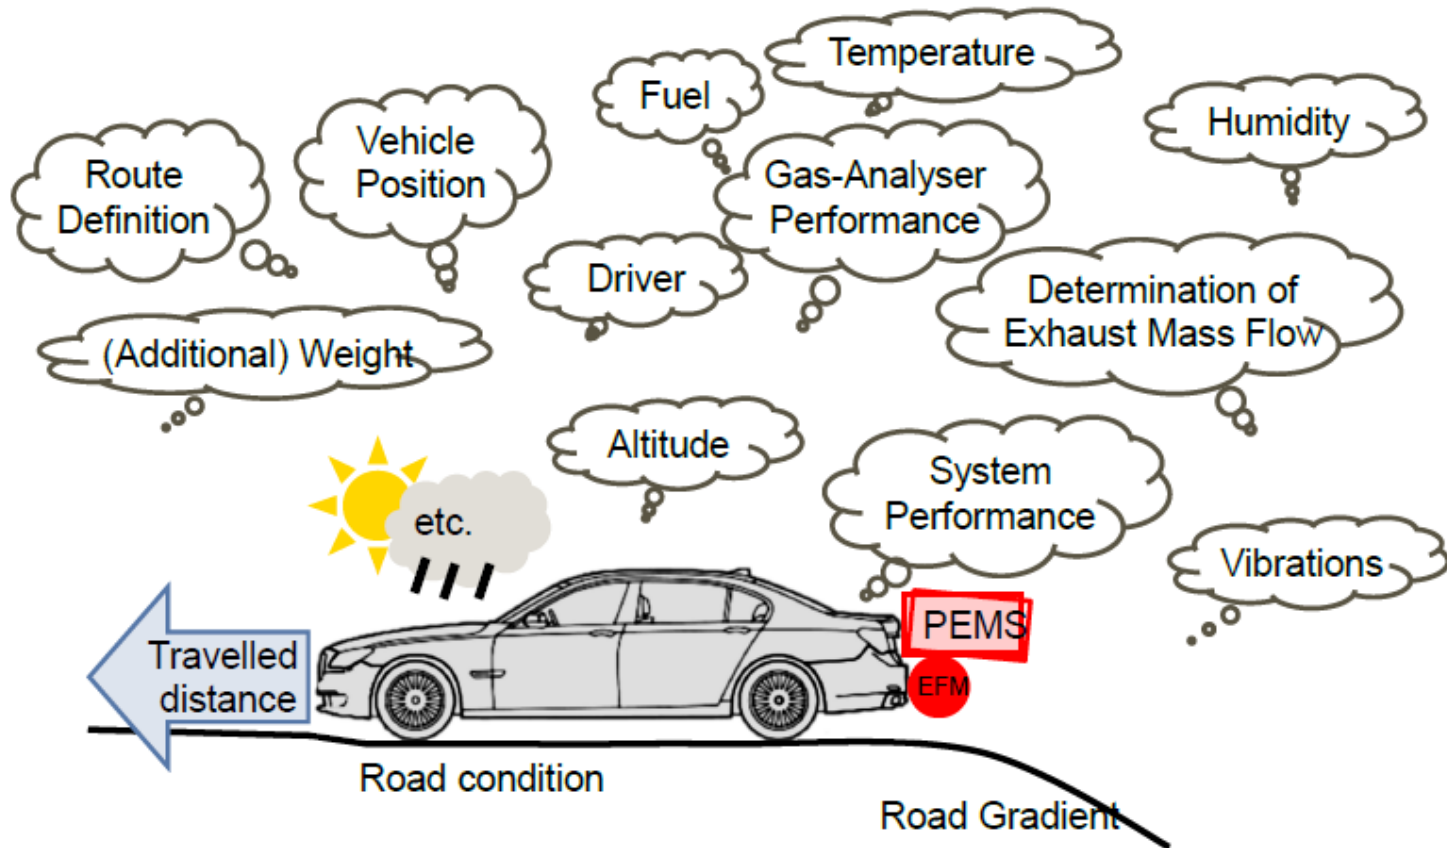 Temperature
Fuel
Humidity
Vehicle
Position
Route
Definition
Gas-Analyser
Performance
Driver
Determination of
Exhaust Mass Flow
(Additional) Weight
Altitude
System
Performance
etc.
Vibrations
PEMS
Travelled
distance
EFM
Road condition
Road Gradient